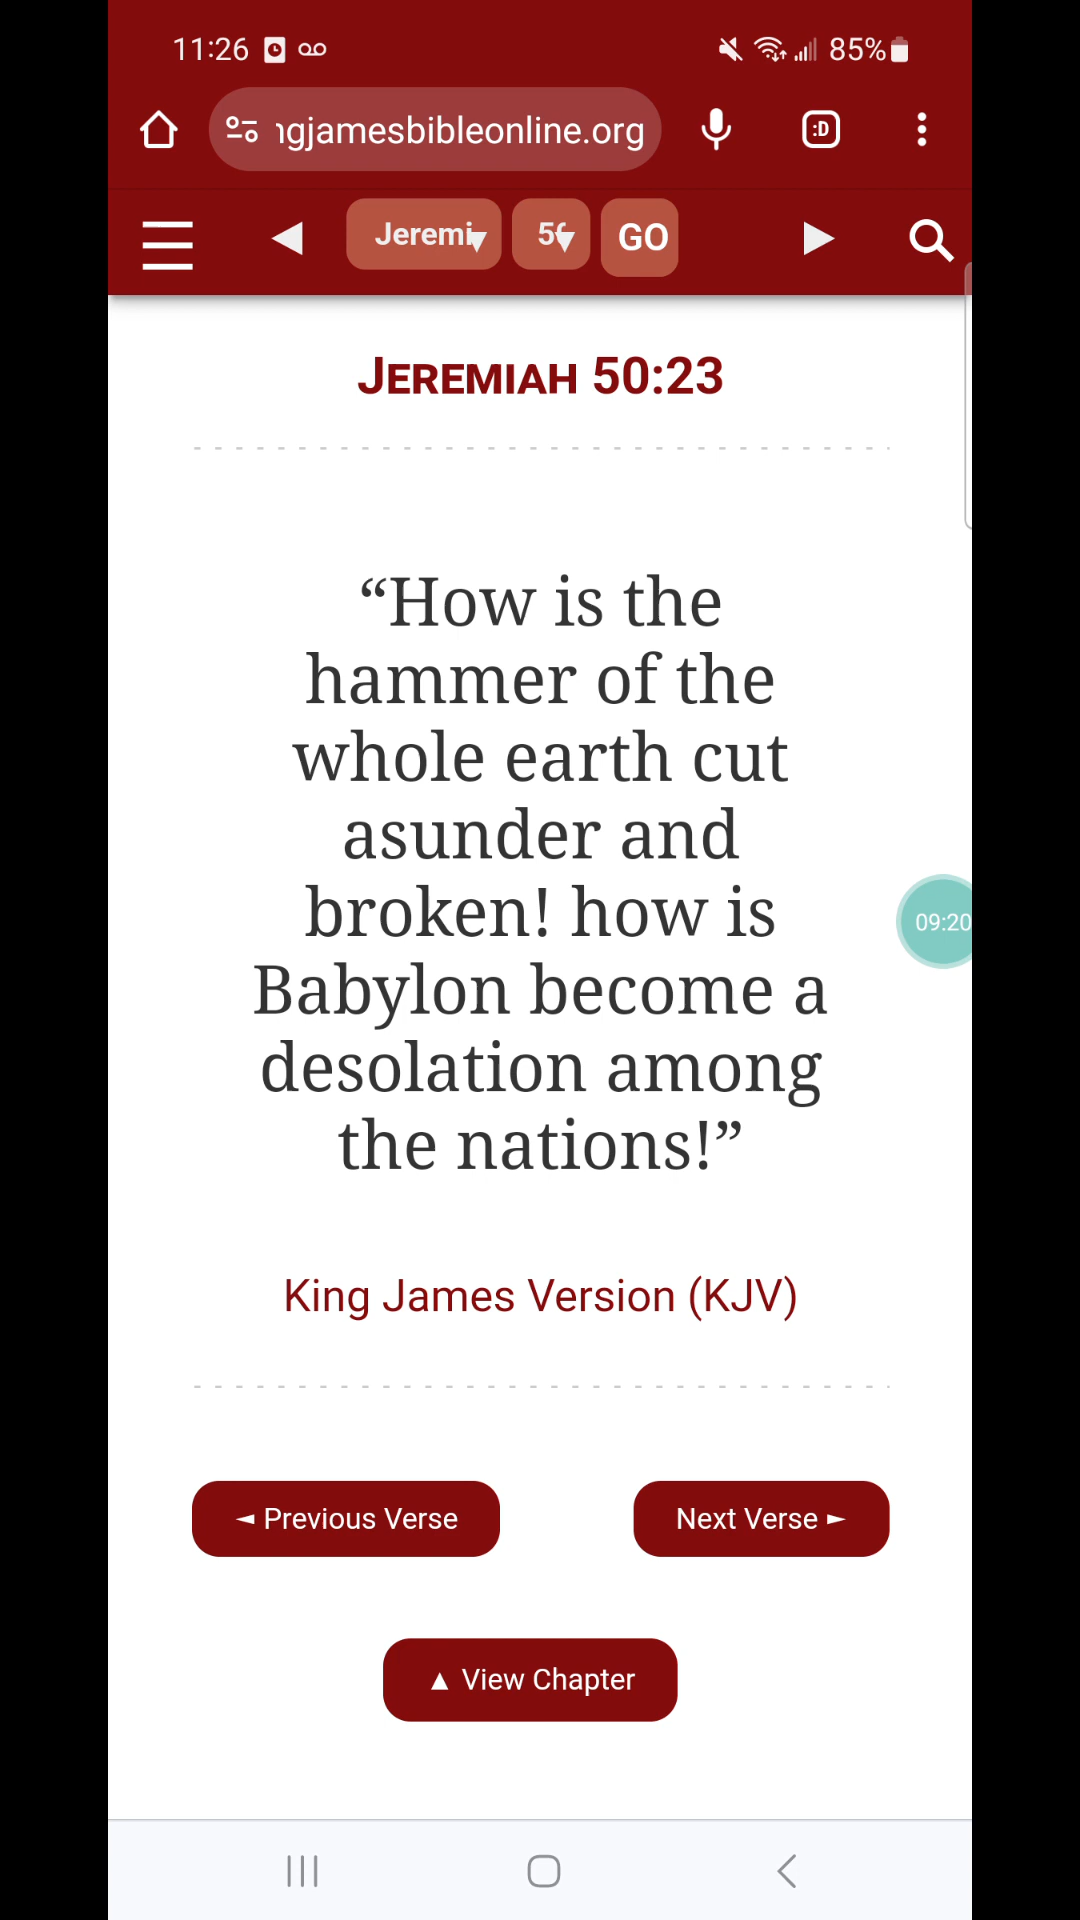 11:26 85%
ngjamesbibleonline.org :D
Jeremi 50 GO
JEREMIAH 50:23
“How is the
hammer of the
whole earth cut
asunder and
broken! how is
Babylon become a
desolation among
the nations!”
09:20
King James Version (KJV)
◄ Previous Verse Next Verse ►
▲ View Chapter